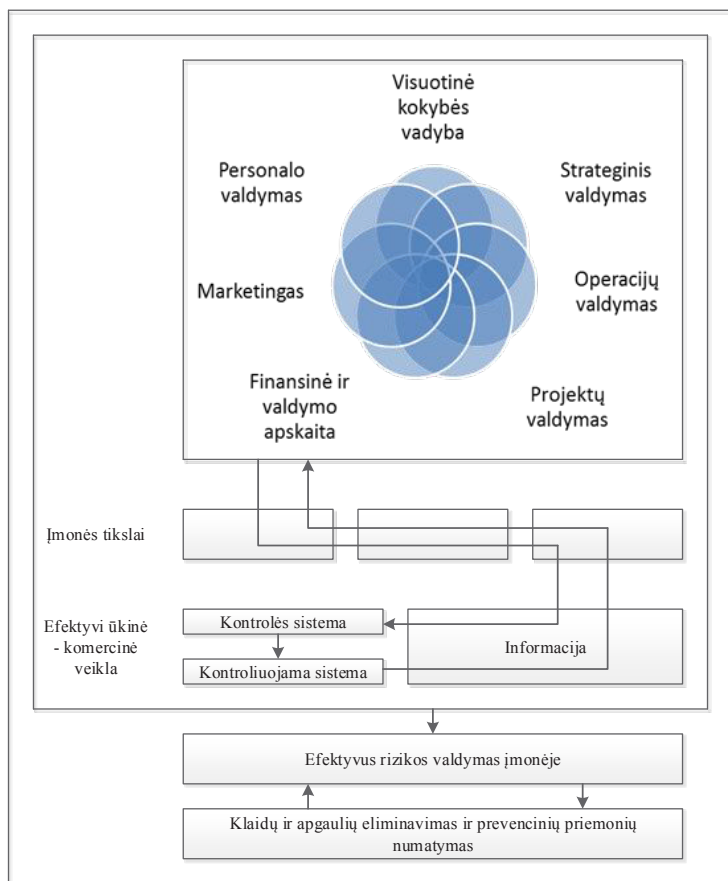 Visuotinė
kokybės
vadyba
Personalo
valdymas
Strateginis
valdymas
Marketingas
Operacijų
valdymas
Finansinė ir
valdymo
apskaita
Projektų
valdymas
Įmonės tikslai
Efektyvi ūkinė
- komercinė
veikla
Kontrolės sistema
Informacija
Kontroliuojama sistema
Efektyvus rizikos valdymas įmonėje
Klaidų ir apgaulių eliminavimas ir prevencinių priemonių
numatymas